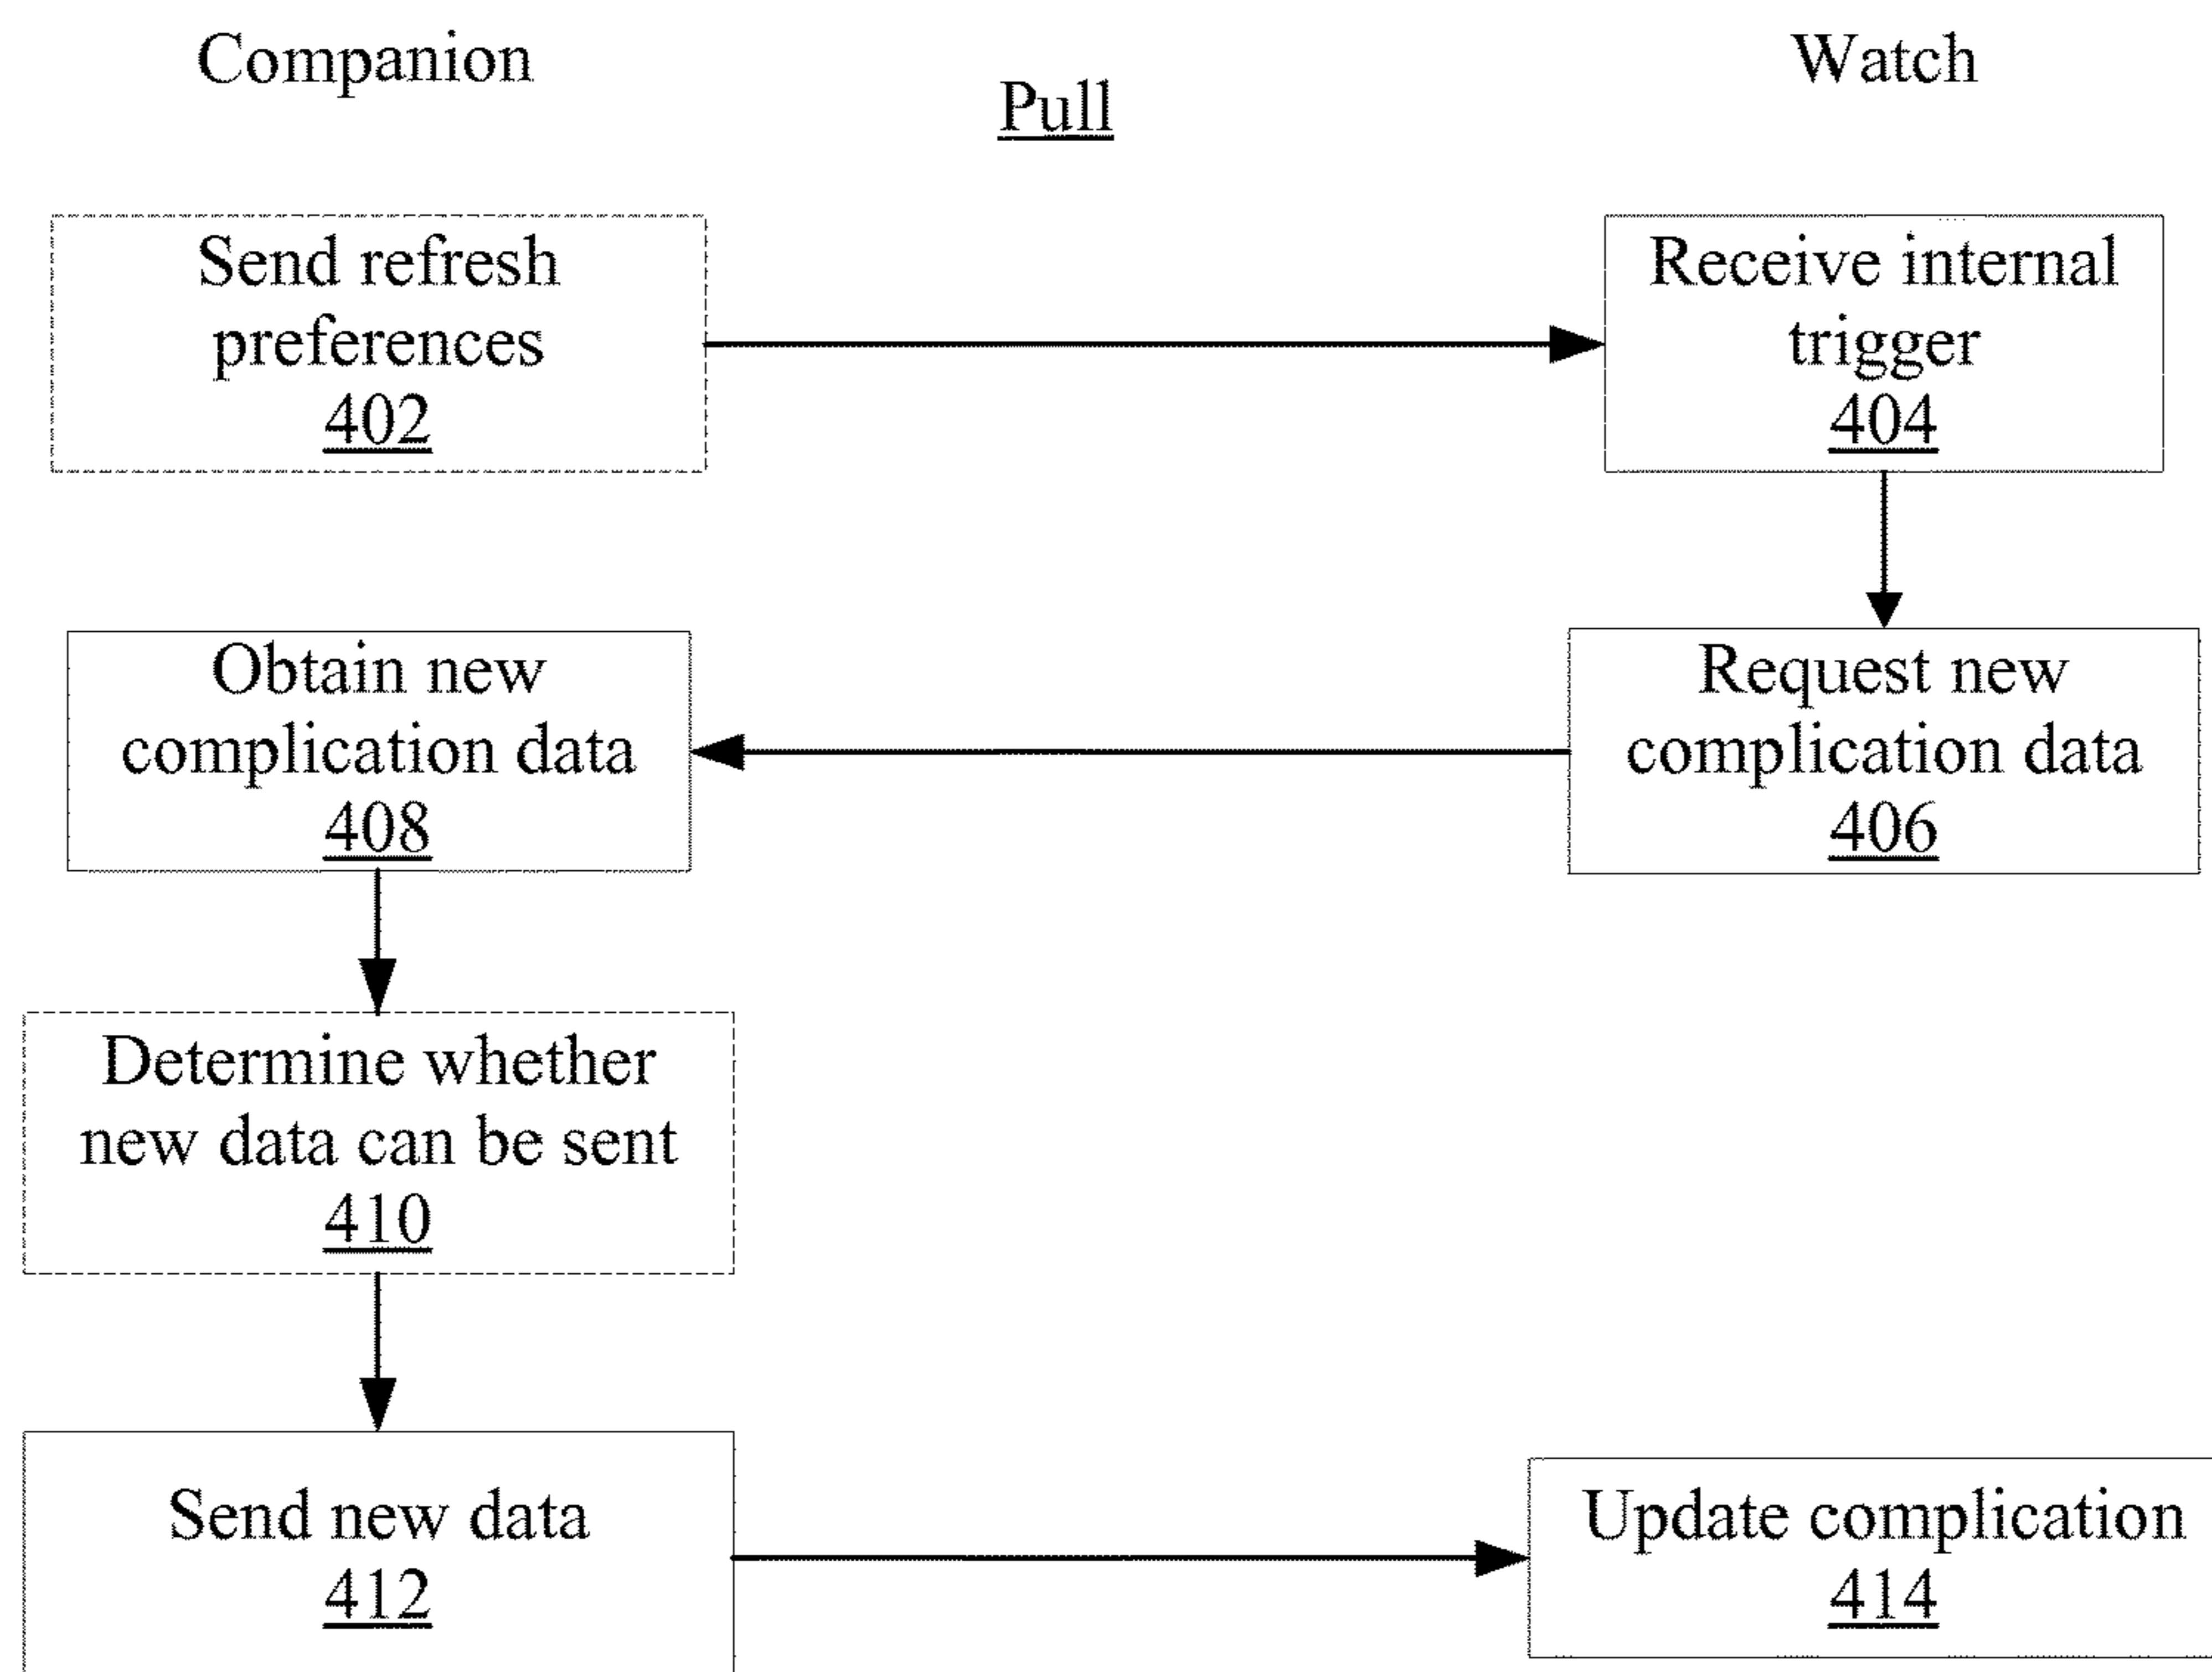 Companion
Pull
Watch
Send refresh
preferences
402
Receive internal
trigger
404
Obtain new
complication data
408
Request new
complication data
406
Determine whether
new data can be sent
410
Send new data
412
Update complication
414